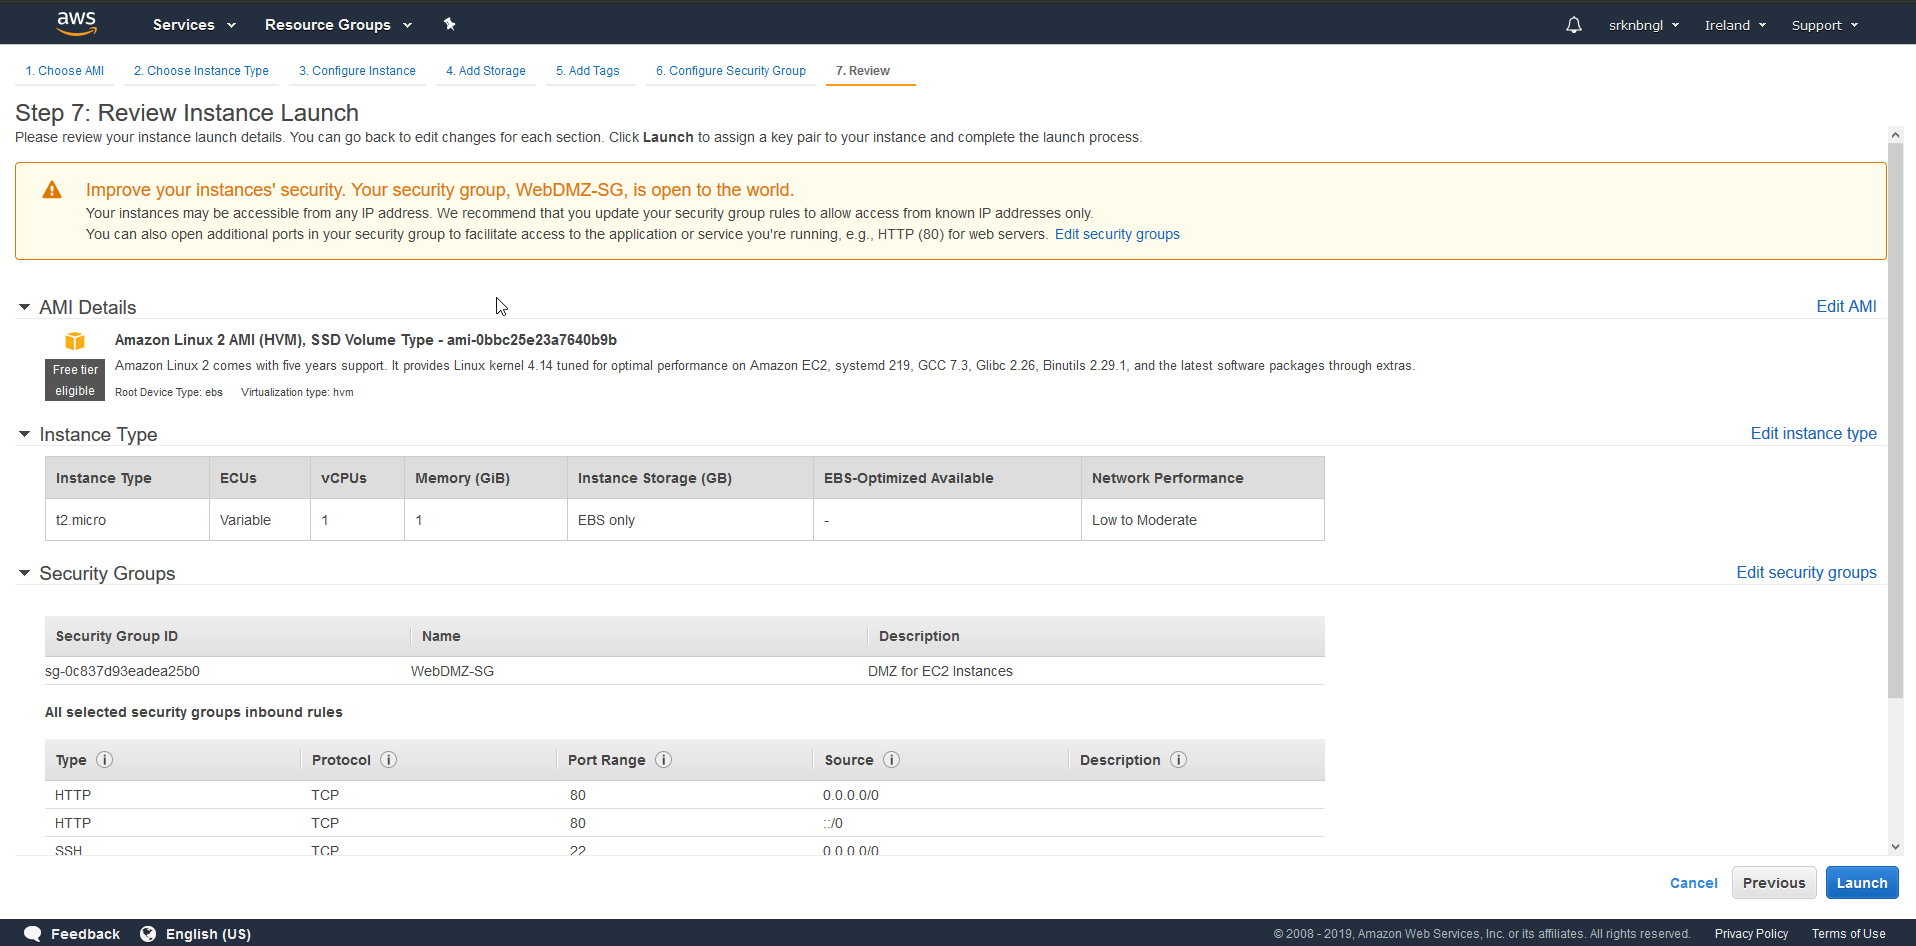 aws Services Resource Groups srknbngl Ireland Support
1. Choose AMI 2. Choose Instance Type 3. Configure Instance 4. Add Storage 5. Add Tags 6. Configure Security Group 7. Review
Step 7: Review Instance Launch
Please review your instance launch details. You can go back to edit changes for each section. Click Launch to assign a key pair to your instance and complete the launch process.
Improve your instances' security. Your security group, WebDMZ-SG, is open to the world.
Your instances may be accessible from any IP address. We recommend that you update your security group rules to allow access from known IP addresses only.
You can also open additional ports in your security group to facilitate access to the application or service you're running, e.g., HTTP (80) for web servers. Edit security groups
AMI Details Edit AMI
Amazon Linux 2 AMI (HVM), SSD Volume Type - ami-0bbc25e23a7640b9b
Free tier eligible
Amazon Linux 2 comes with five years support. It provides Linux kernel 4.14 tuned for optimal performance on Amazon EC2, systemd 219, GCC 7.3, Glibc 2.26, Binutils 2.29.1, and the latest software packages through extras.
Root Device Type: ebs Virtualization type: hvm
Instance Type Edit instance type
Instance Type ECUs vCPUs Memory (GiB) Instance Storage (GB) EBS-Optimized Available Network Performance
t2.micro Variable 1 1 EBS only - Low to Moderate
Security Groups Edit security groups
Security Group ID Name Description
sg-0c837d93eadea25b0 WebDMZ-SG DMZ for EC2 Instances
All selected security groups inbound rules
Type Protocol Port Range Source Description
HTTP TCP 80 0.0.0.0/0
HTTP TCP 80 ::/0
SSH TCP 22 0.0.0.0/0
Cancel Previous Launch
Feedback English (US) © 2008 - 2019, Amazon Web Services, Inc. or its affiliates. All rights reserved. Privacy Policy Terms of Use